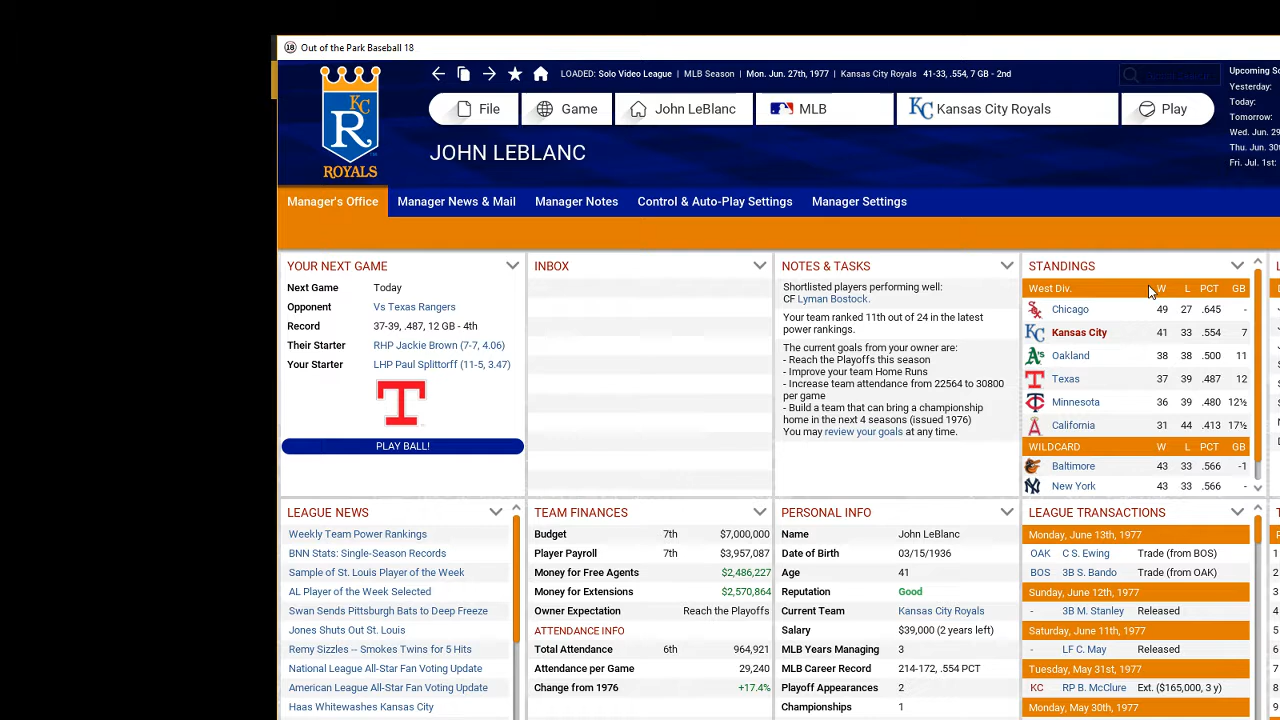 18 Out of the Park Baseball 18
LOADED: Solo Video League | MLB Season | Mon. Jun. 27th, 1977 | Kansas City Royals 41-33, .554, 7 GB - 2nd
Upcoming Sc
Yesterday:
Today:
Tomorrow:
Wed. Jun. 29
Thu. Jun. 30t
Fri. Jul. 1st:
KC
R
ROYALS
File
Game
John LeBlanc
MLB
KC Kansas City Royals
Play
JOHN LEBLANC
Manager's Office
Manager News & Mail
Manager Notes
Control & Auto-Play Settings
Manager Settings
YOUR NEXT GAME
Next Game Today
Opponent Vs Texas Rangers
Record 37-39, .487, 12 GB - 4th
Their Starter RHP Jackie Brown (7-7, 4.06)
Your Starter LHP Paul Splittorff (11-5, 3.47)
T
PLAY BALL!
INBOX
NOTES & TASKS
Shortlisted players performing well:
CF Lyman Bostock.
Your team ranked 11th out of 24 in the latest
power rankings.
The current goals from your owner are:
- Reach the Playoffs this season
- Improve your team Home Runs
- Increase team attendance from 22564 to 30800
per game
- Build a team that can bring a championship
home in the next 4 seasons (issued 1976)
You may review your goals at any time.
STANDINGS
West Div. W L PCT GB
Chicago 49 27 .645 -
Kansas City 41 33 .554 7
Oakland 38 38 .500 11
Texas 37 39 .487 12
Minnesota 36 39 .480 12½
California 31 44 .413 17½
WILDCARD W L PCT GB
Baltimore 43 33 .566 -1
New York 43 33 .566 -
LEAGUE NEWS
Weekly Team Power Rankings
BNN Stats: Single-Season Records
Sample of St. Louis Player of the Week
AL Player of the Week Selected
Swan Sends Pittsburgh Bats to Deep Freeze
Jones Shuts Out St. Louis
Remy Sizzles -- Smokes Twins for 5 Hits
National League All-Star Fan Voting Update
American League All-Star Fan Voting Update
Haas Whitewashes Kansas City
TEAM FINANCES
Budget 7th $7,000,000
Player Payroll 7th $3,957,087
Money for Free Agents $2,486,227
Money for Extensions $2,570,864
Owner Expectation Reach the Playoffs
ATTENDANCE INFO
Total Attendance 6th 964,921
Attendance per Game 29,240
Change from 1976 +17.4%
PERSONAL INFO
Name John LeBlanc
Date of Birth 03/15/1936
Age 41
Reputation Good
Current Team Kansas City Royals
Salary $39,000 (2 years left)
MLB Years Managing 3
MLB Career Record 214-172, .554 PCT
Playoff Appearances 2
Championships 1
LEAGUE TRANSACTIONS
Monday, June 13th, 1977
OAK C S. Ewing Trade (from BOS)
BOS 3B S. Bando Trade (from OAK)
Sunday, June 12th, 1977
- 3B M. Stanley Released
Saturday, June 11th, 1977
- LF C. May Released
Tuesday, May 31st, 1977
KC RP B. McClure Ext. ($165,000, 3 y)
Monday, May 30th, 1977